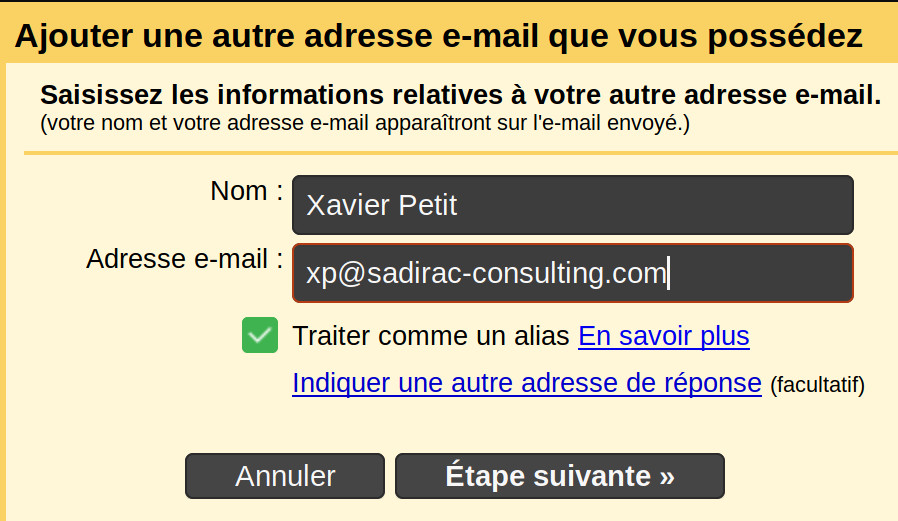 Ajouter une autre adresse e-mail que vous possédez
Saisissez les informations relatives à votre autre adresse e-mail.
(votre nom et votre adresse e-mail apparaîtront sur l'e-mail envoyé.)
Nom : Xavier Petit
Adresse e-mail : xp@sadirac-consulting.com
Traiter comme un alias En savoir plus
Indiquer une autre adresse de réponse (facultatif)
Annuler Étape suivante »